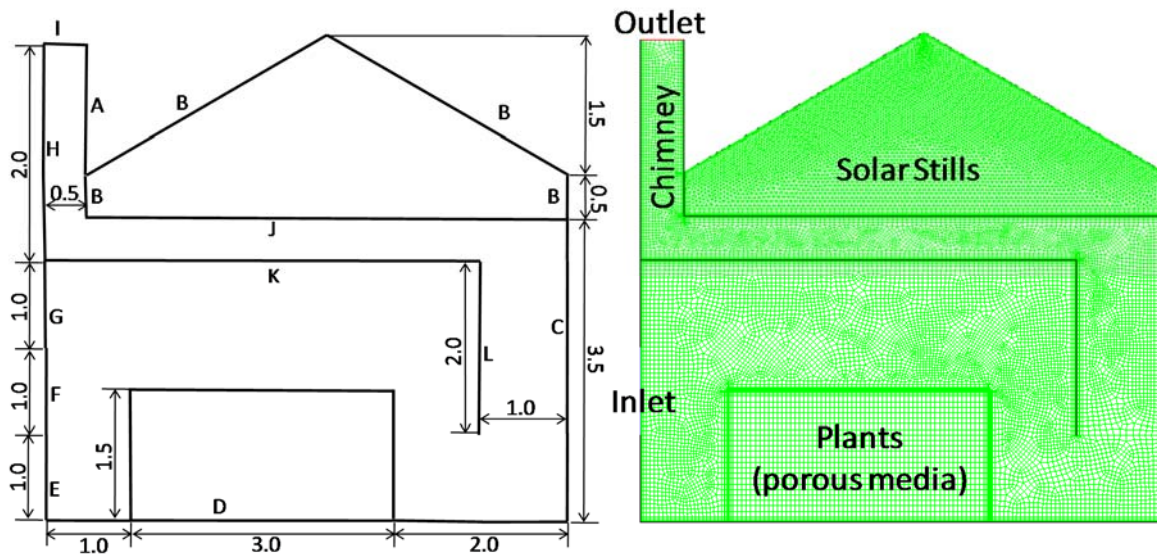 I
A
B
B
H
2.0
0.5
B
B
1.5
0.5
J
K
G
1.0
2.0
L
C
3.5
F
1.0
1.5
1.0
E
1.0
D
1.0
3.0
2.0
Outlet
Chimney
Solar Stills
Inlet
Plants
(porous media)